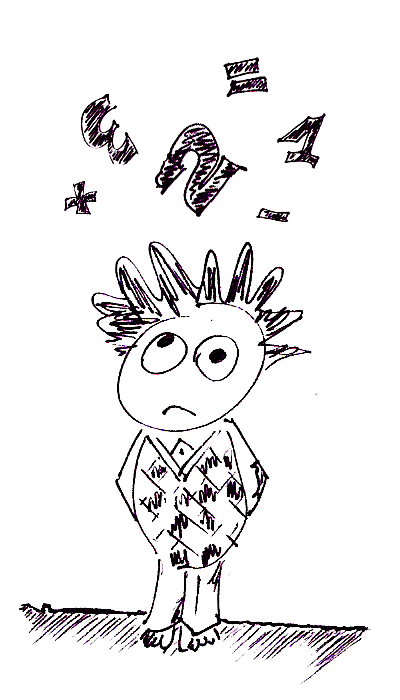 =
3 2 1
+ -